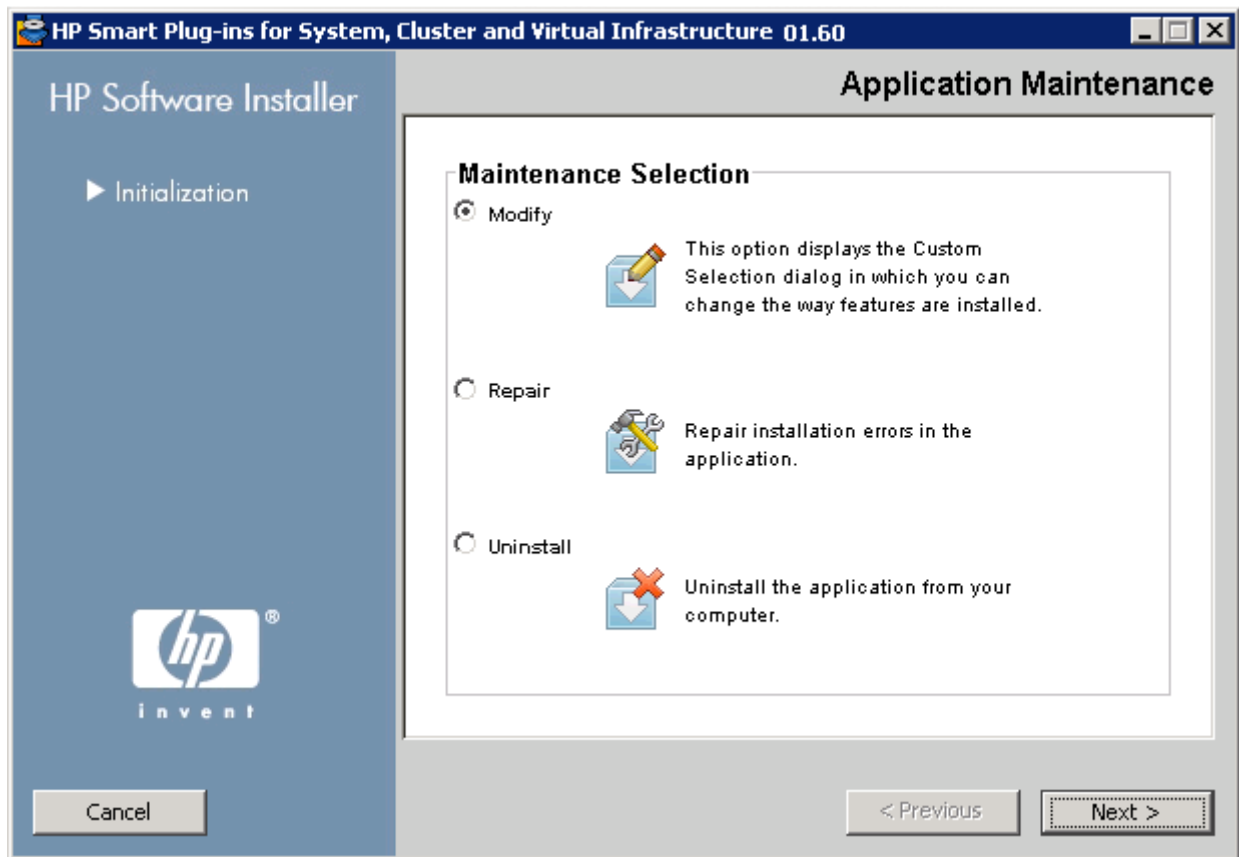 HP Smart Plug-ins for System, Cluster and Virtual Infrastructure 01.60
HP Software Installer
Initialization
Application Maintenance
Maintenance Selection
Modify
This option displays the Custom
Selection dialog in which you can
change the way features are installed.
Repair
Repair installation errors in the
application.
Uninstall
Uninstall the application from your
computer.
hp®
invent
Cancel
< Previous
Next >